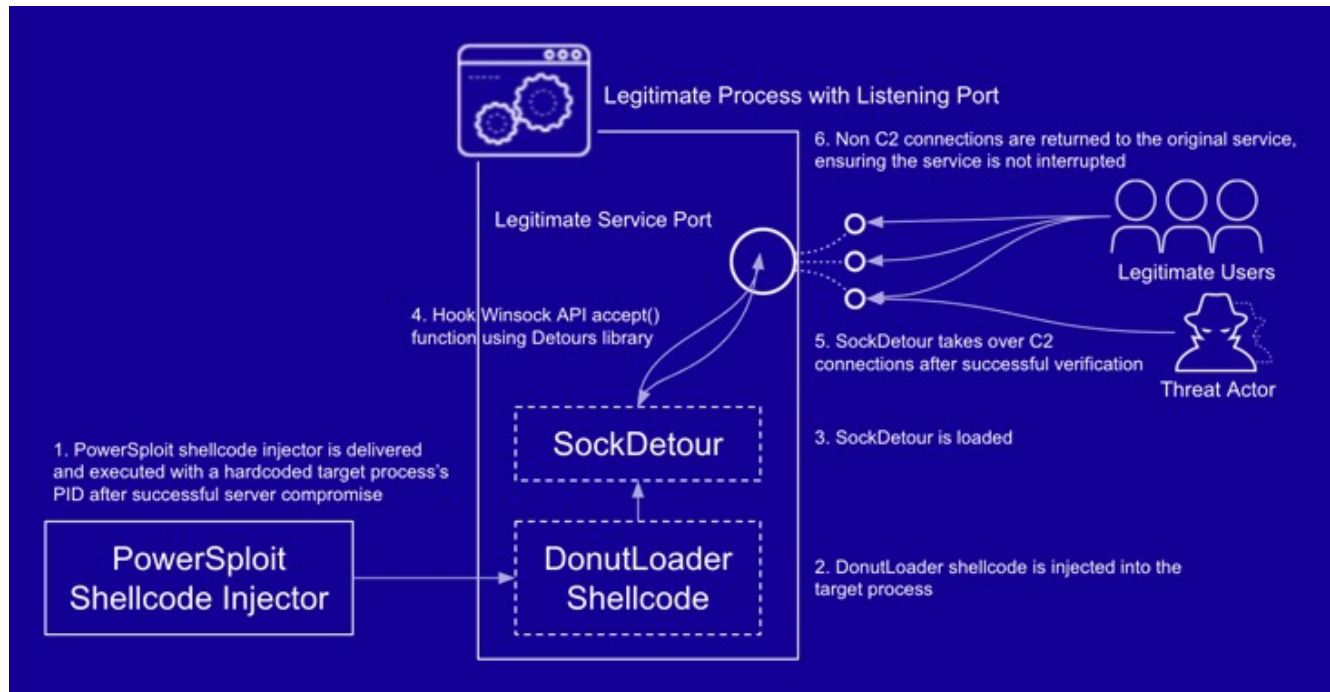 Legitimate Process with Listening Port
6. Non C2 connections are returned to the original service,
ensuring the service is not interrupted
Legitimate Service Port
Legitimate Users
4. Hook Winsock API accept()
function using Detours library
5. SockDetour takes over C2
connections after successful verification
Threat Actor
SockDetour
3. SockDetour is loaded
1. PowerSploit shellcode injector is delivered
and executed with a hardcoded target process's
PID after successful server compromise
PowerSploit
Shellcode Injector
DonutLoader
Shellcode
2. DonutLoader shellcode is injected into the
target process